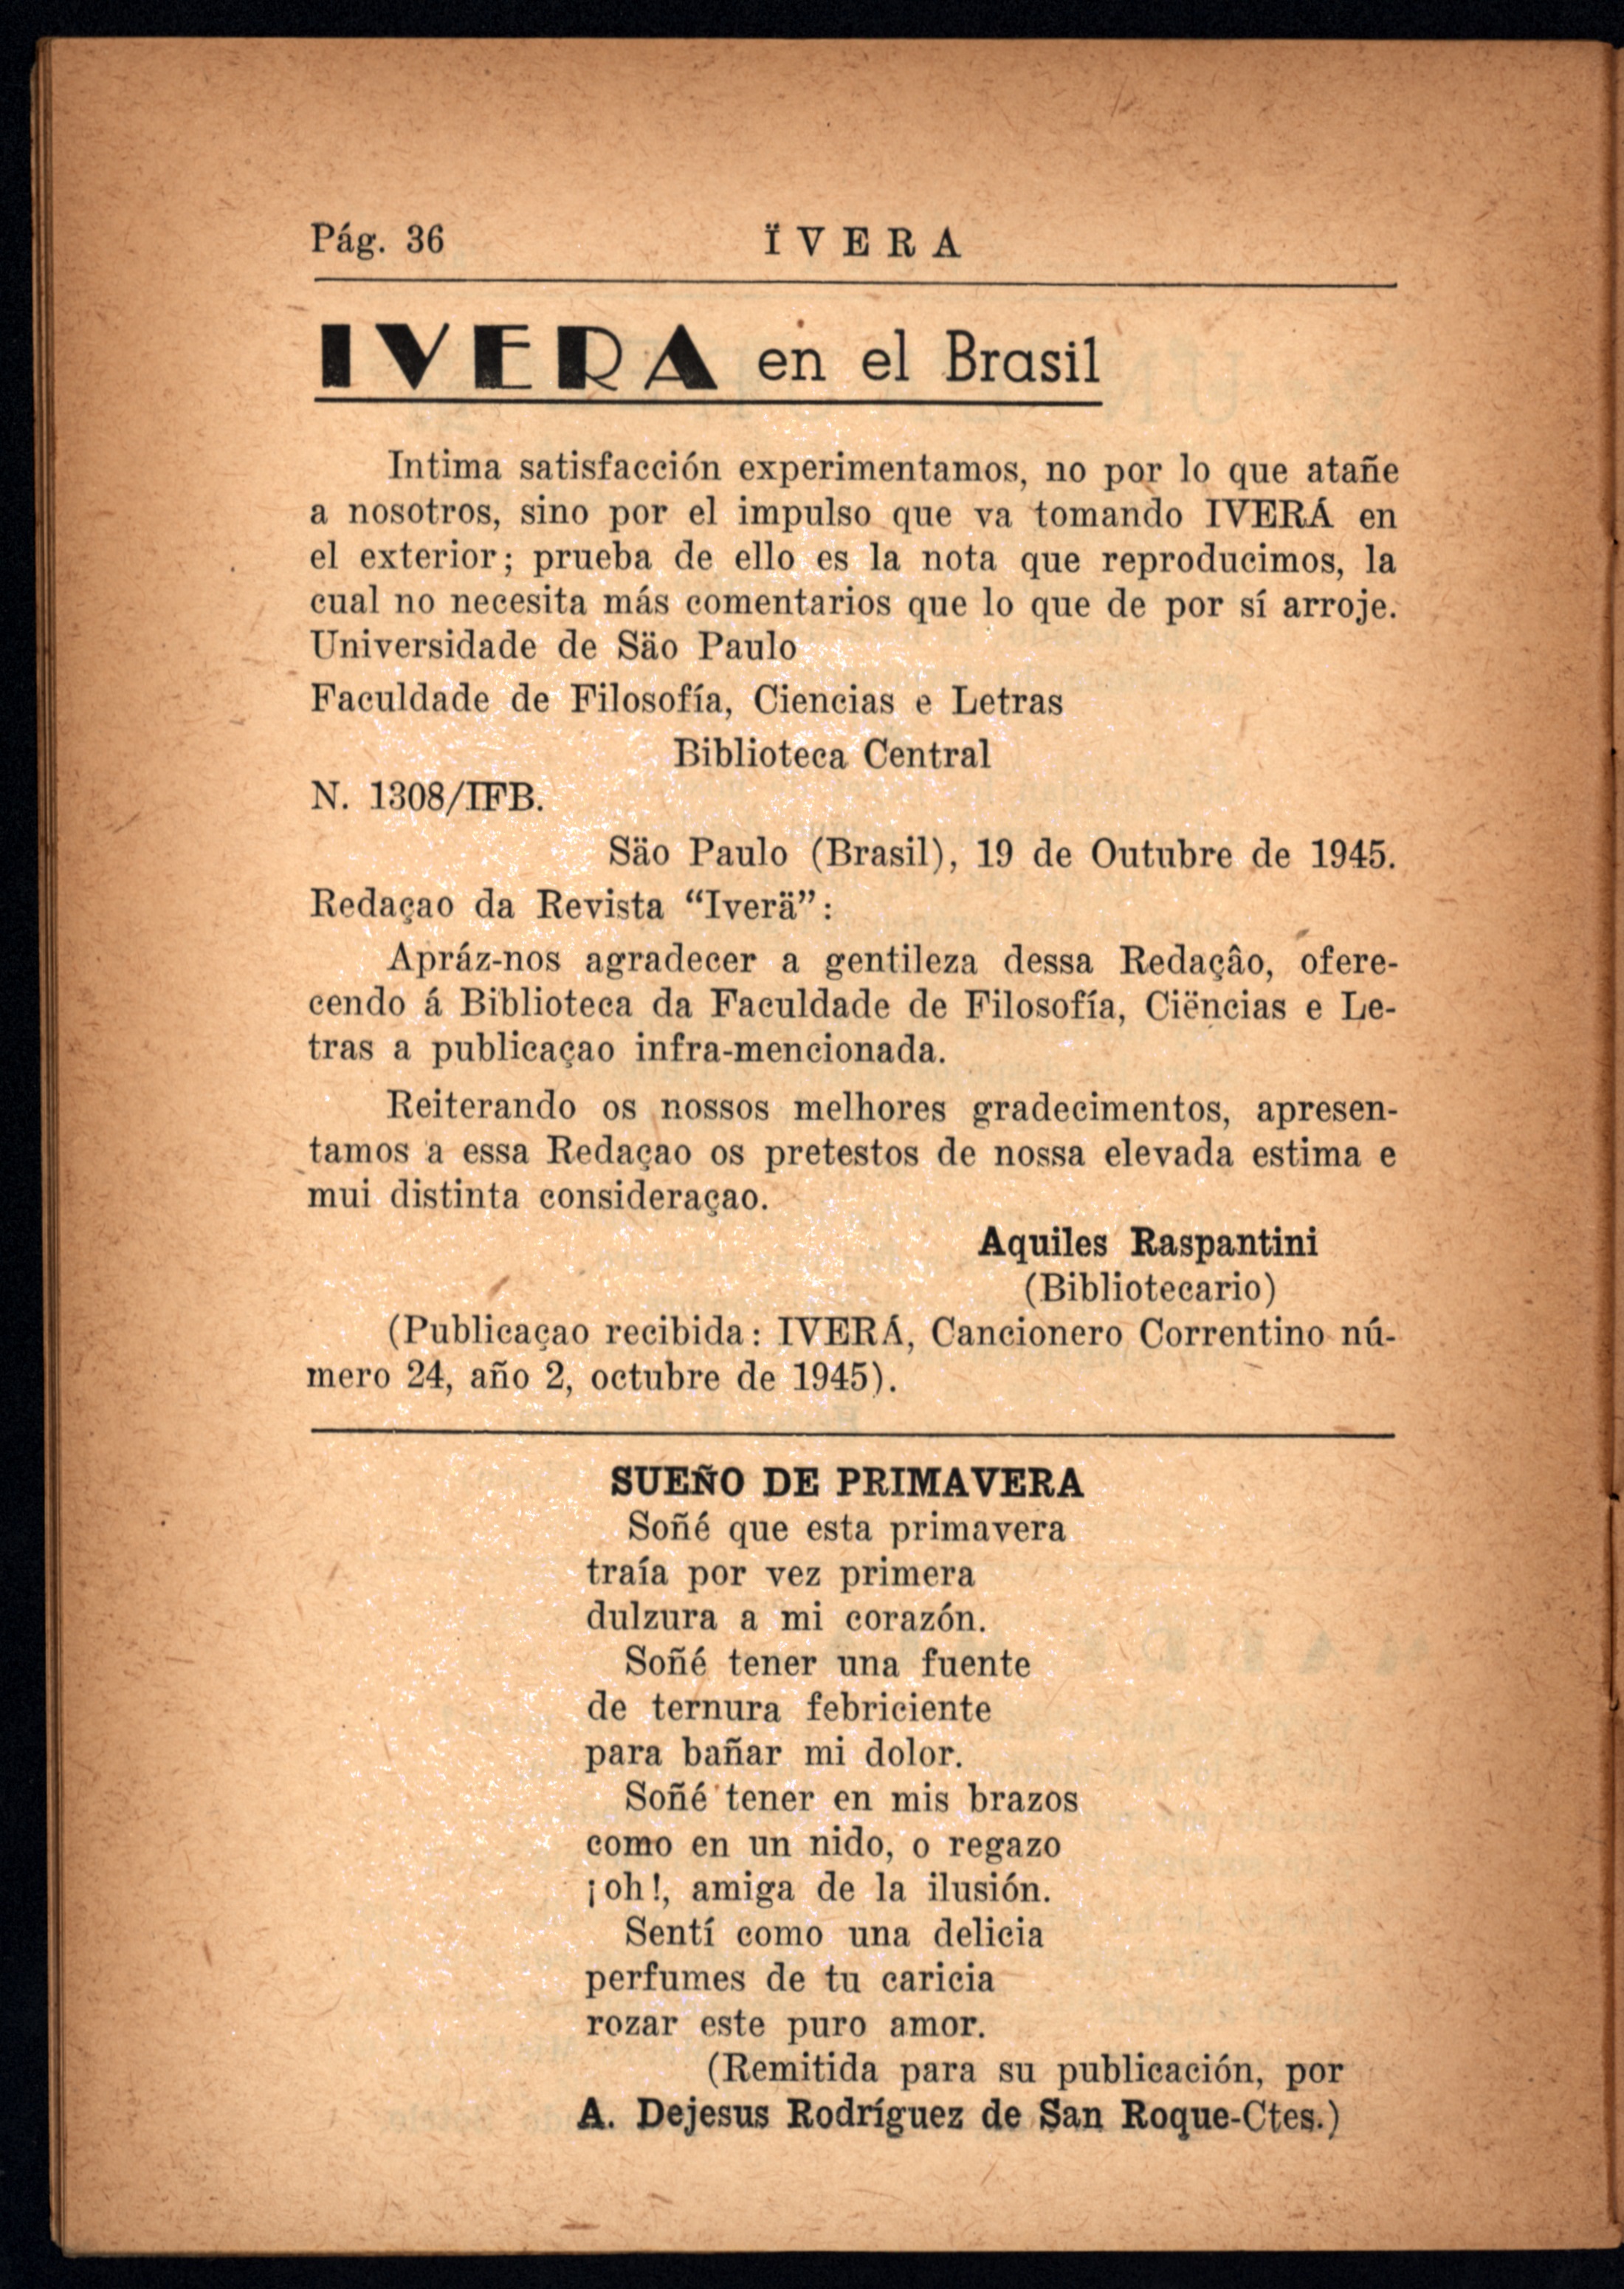 Pág. 36
ÏVERA
IVERA en el Brasil
Intima satisfacción experimentamos, no por lo que atañe
a nosotros, sino por el impulso que va tomando IVERÁ en
el exterior; prueba de ello es la nota que reproducimos, la
cual no necesita más comentarios que lo que de por sí arroje.
Universidade de Säo Paulo
Faculdade de Filosofía, Ciencias e Letras
Biblioteca Central
N. 1308/IFB.
Säo Paulo (Brasil), 19 de Outubre de 1945.
Redaçao da Revista “Iverä”:
Apráz-nos agradecer a gentileza dessa Redaçâo, ofere-
cendo á Biblioteca da Faculdade de Filosofía, Ciëncias e Le-
tras a publicaçao infra-mencionada.
Reiterando os nossos melhores gradecimentos, apresen-
tamos a essa Redaçao os pretestos de nossa elevada estima e
mui distinta consideraçao.
Aquiles Raspantini
(Bibliotecario)
(Publicaçao recibida: IVERÁ, Cancionero Correntino nú-
mero 24, año 2, octubre de 1945).
SUEÑO DE PRIMAVERA
Soñé que esta primavera
traía por vez primera
dulzura a mi corazón.
Soñé tener una fuente
de ternura febriciente
para bañar mi dolor.
Soñé tener en mis brazos
como en un nido, o regazo
¡oh!, amiga de la ilusión.
Sentí como una delicia
perfumes de tu caricia
rozar este puro amor.
(Remitida para su publicación, por
A. Dejesus Rodríguez de San Roque-Ctes.)